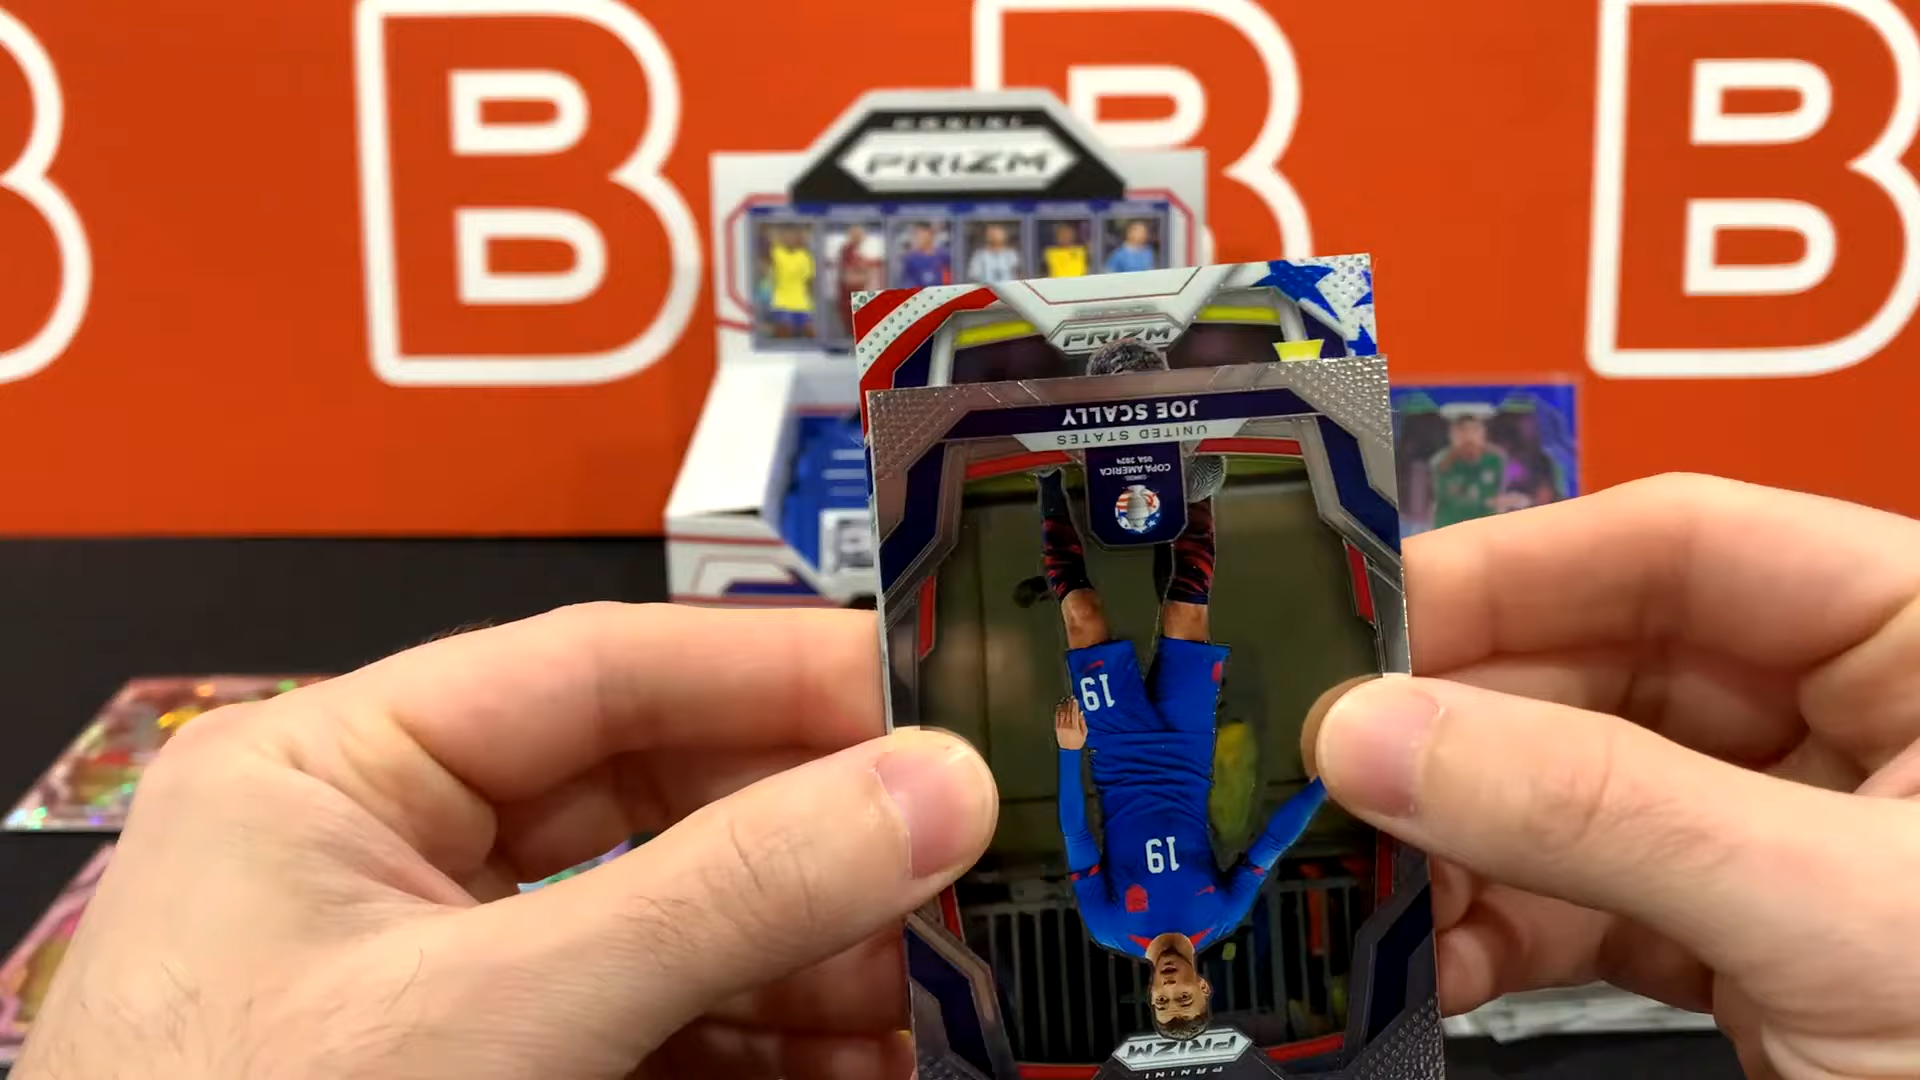 B
B
B
PANINI
PRIZM
PRIZM
JOE SCALLY
UNITED STATES
CONMEBOL
COPA AMERICA
USA 2024
19
19
PRIZM
PANINI